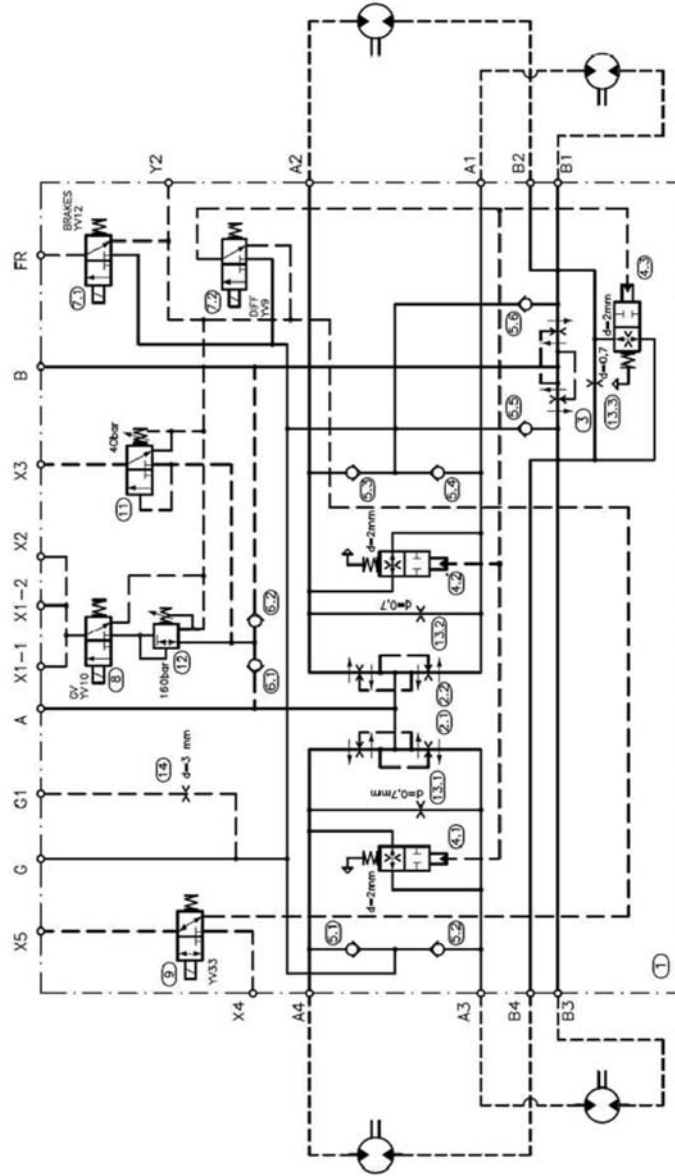 X5
G
G1
A
X1-1
X1-2
X2
X3
B
FR
9
YV33
14
d=3 mm
GV
YV10
8
160bar
12
40bar
11
BRAKES
YV12
7.1
7.2
DIFF
YV9
6.1
6.2
X4
Y2
A4
A2
5.1
5.2
d=2mm
4.1
d=0,7mm
13.1
2.1
2.2
d=0,7
13.2
d=2mm
4.2
5.3
5.4
5.5
5.6
A3
A1
B4
B2
B3
B1
3
d=0,7
13.3
d=2mm
4.3
1